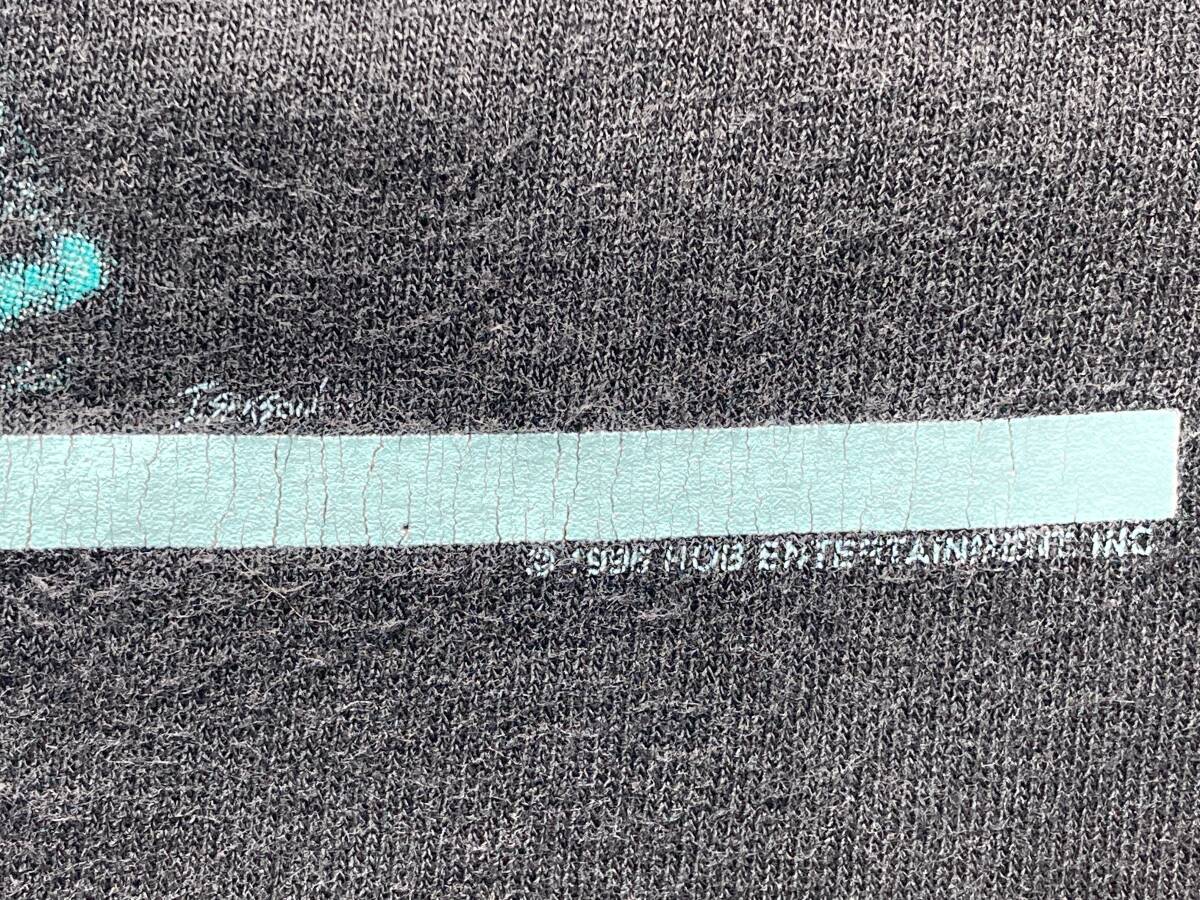 © 1996 HUB ENTERTAINMENT INC